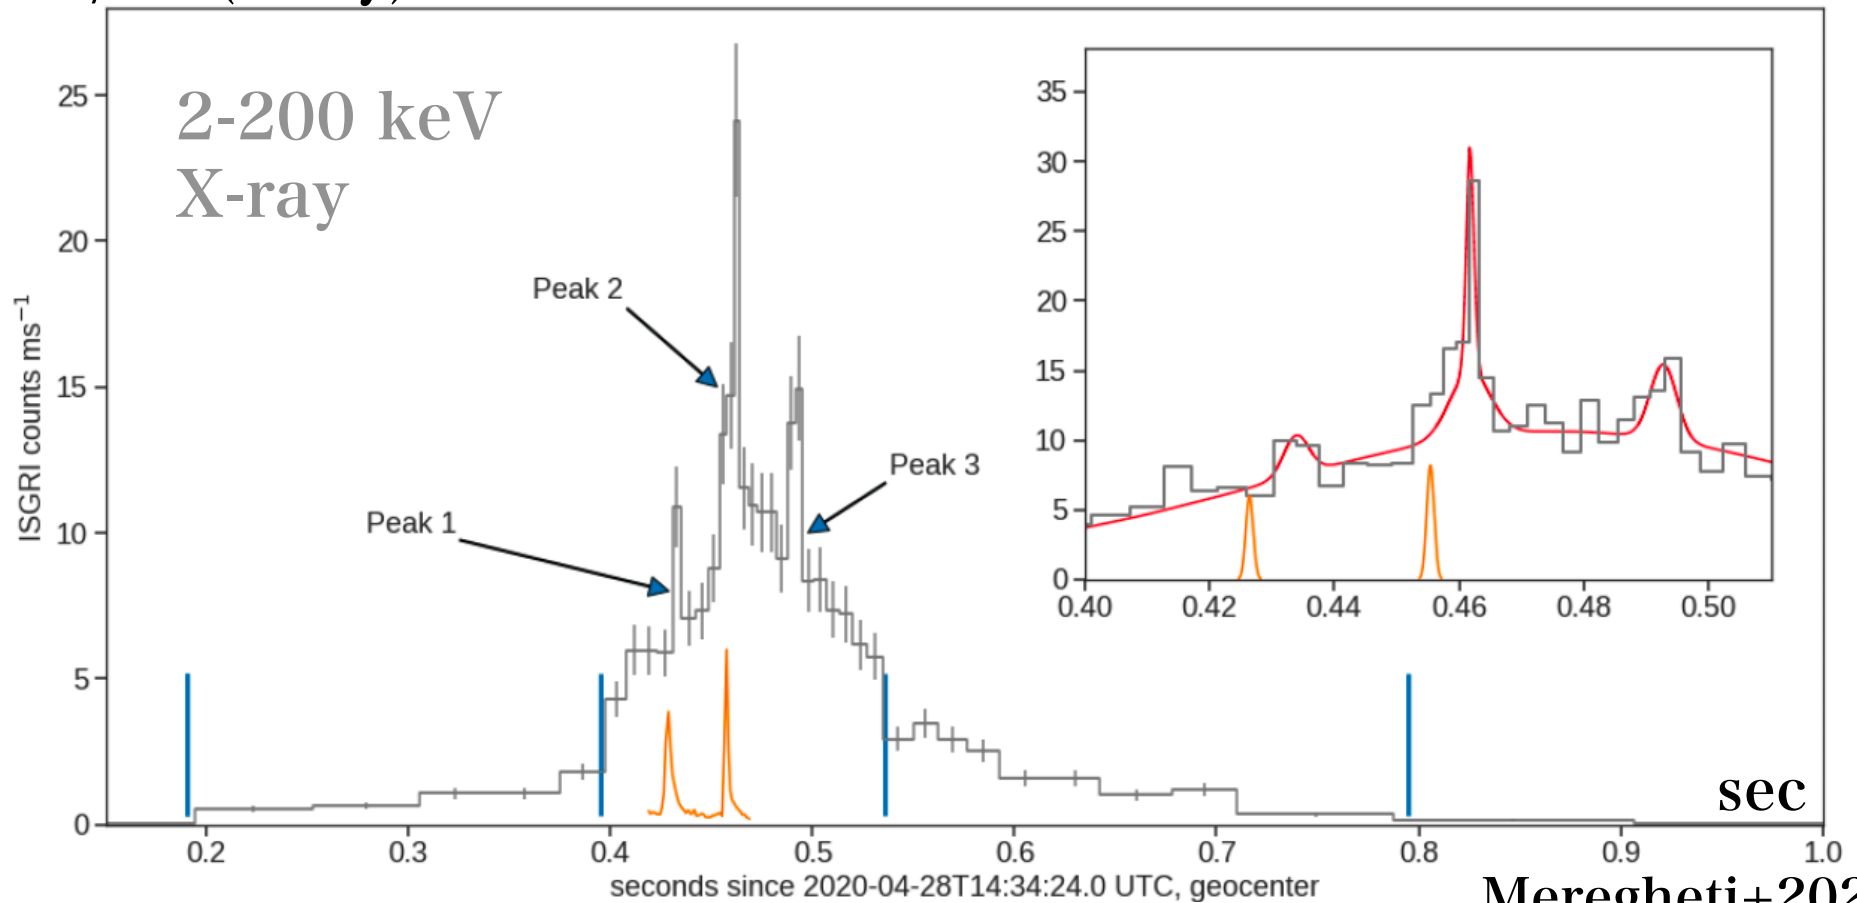 2-200 keV
X-ray
Peak 2
Peak 1
Peak 3
ISGRI counts ms⁻¹
25
20
15
10
5
0
0.2 0.3 0.4 0.5 0.6 0.7 0.8 0.9 1.0
sec
seconds since 2020-04-28T14:34:24.0 UTC, geocenter
35
30
25
20
15
10
5
0
0.40 0.42 0.44 0.46 0.48 0.50